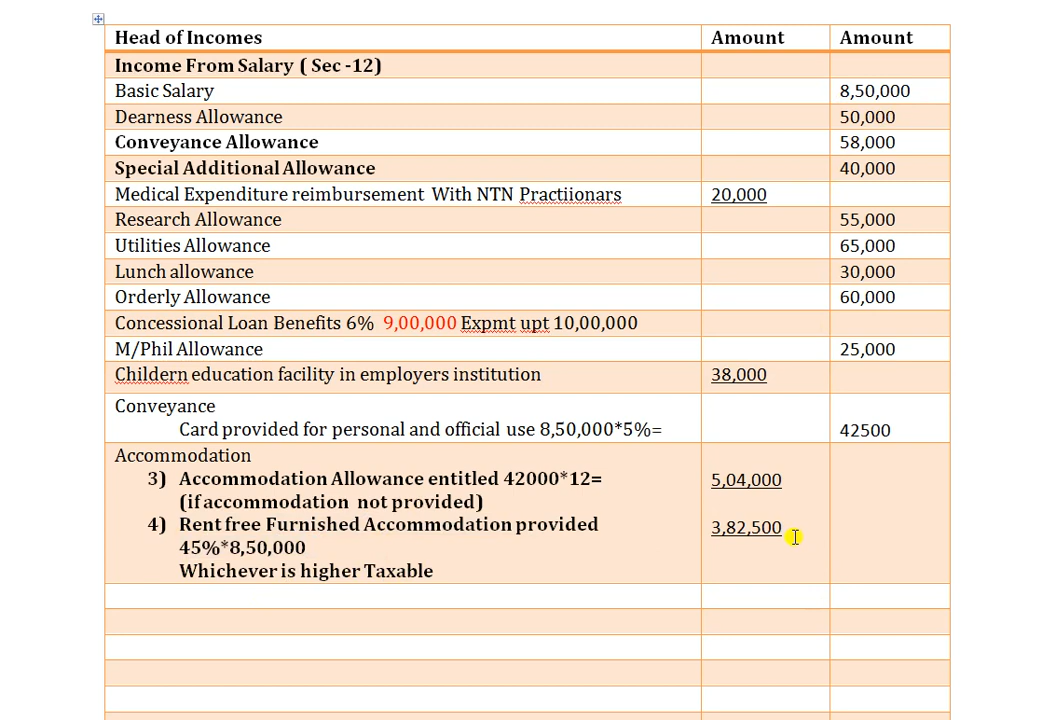 Head of Incomes Amount Amount
Income From Salary ( Sec -12)
Basic Salary 8,50,000
Dearness Allowance 50,000
Conveyance Allowance 58,000
Special Additional Allowance 40,000
Medical Expenditure reimbursement With NTN Practiionars 20,000
Research Allowance 55,000
Utilities Allowance 65,000
Lunch allowance 30,000
Orderly Allowance 60,000
Concessional Loan Benefits 6% 9,00,000 Expmt upt 10,00,000
M/Phil Allowance 25,000
Childern education facility in employers institution 38,000
Conveyance
Card provided for personal and official use 8,50,000*5%= 42500
Accommodation
3) Accommodation Allowance entitled 42000*12= 5,04,000
(if accommodation not provided)
4) Rent free Furnished Accommodation provided 3,82,500
45%*8,50,000
Whichever is higher Taxable